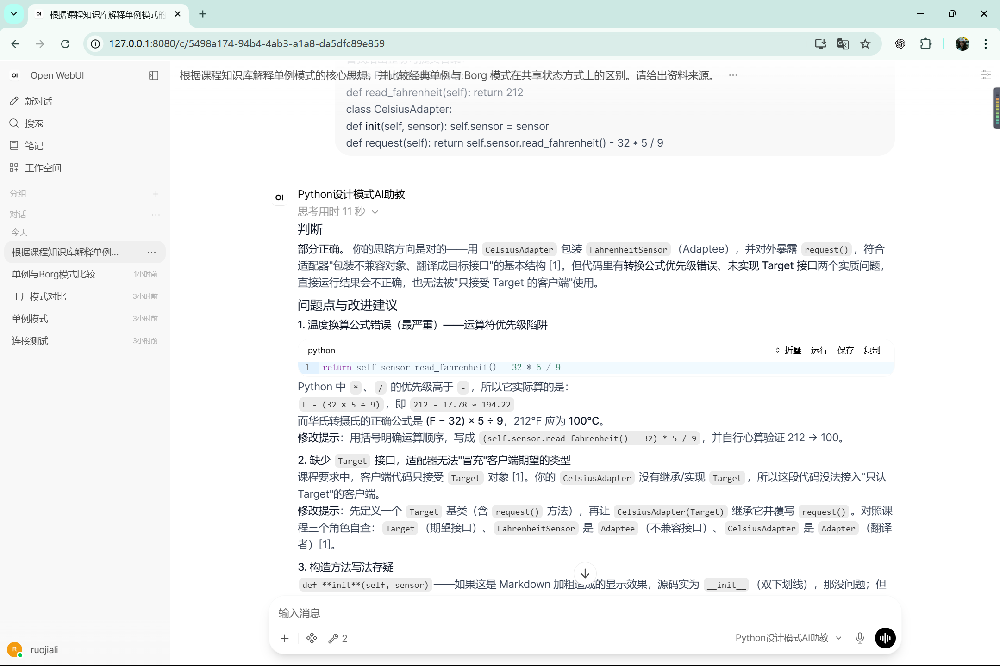 根据课程知识库解释单例模式的
127.0.0.1:8080/c/5498a174-94b4-4ab3-a1a8-da5dfc89e859
OI Open WebUI
新对话
搜索
笔记
工作空间
分组
对话
今天
根据课程知识库解释单例...
单例与Borg模式比较 1小时前
工厂模式对比 3小时前
单例模式 3小时前
连接测试 3小时前
R ruojiali
根据课程知识库解释单例模式的核心思想，并比较经典单例与 Borg 模式在共享状态方式上的区别。请给出资料来源。
def read_fahrenheit(self): return 212
class CelsiusAdapter:
def init(self, sensor): self.sensor = sensor
def request(self): return self.sensor.read_fahrenheit() - 32 * 5 / 9
OI Python设计模式AI助教
思考用时 11 秒
判断
部分正确。 你的思路方向是对的——用 CelsiusAdapter 包装 FahrenheitSensor （Adaptee），并对外暴露 request() ，符合
适配器"包装不兼容对象、翻译成目标接口"的基本结构 [1]。但代码里有转换公式优先级错误、未实现 Target 接口两个实质问题，
直接运行结果会不正确，也无法被"只接受 Target 的客户端"使用。
问题点与改进建议
1. 温度换算公式错误（最严重）——运算符优先级陷阱
python 折叠 运行 保存 复制
1 return self.sensor.read_fahrenheit() - 32 * 5 / 9
Python 中 * 、 / 的优先级高于 - ，所以它实际算的是：
F - (32 × 5 ÷ 9) ，即 212 - 17.78 ≈ 194.22
而华氏转摄氏的正确公式是 (F − 32) × 5 ÷ 9，212°F 应为 100°C。
修改提示：用括号明确运算顺序，写成 (self.sensor.read_fahrenheit() - 32) * 5 / 9 ，并自行心算验证 212 → 100。
2. 缺少 Target 接口，适配器无法"冒充"客户端期望的类型
课程要求中，客户端代码只接受 Target 对象 [1]。你的 CelsiusAdapter 没有继承/实现 Target ，所以这段代码没法接入"只认
Target"的客户端。
修改提示：先定义一个 Target 基类（含 request() 方法），再让 CelsiusAdapter(Target) 继承它并覆写 request() 。对照课
程三个角色自查： Target （期望接口）、 FahrenheitSensor 是 Adaptee （不兼容接口）、 CelsiusAdapter 是 Adapter （翻译
者）[1]。
3. 构造方法写法存疑
def **init**(self, sensor) ——如果这是 Markdown 加粗造成的显示效果，源码实为 __init__ （双下划线），那没问题；但
输入消息
2
Python设计模式AI助教